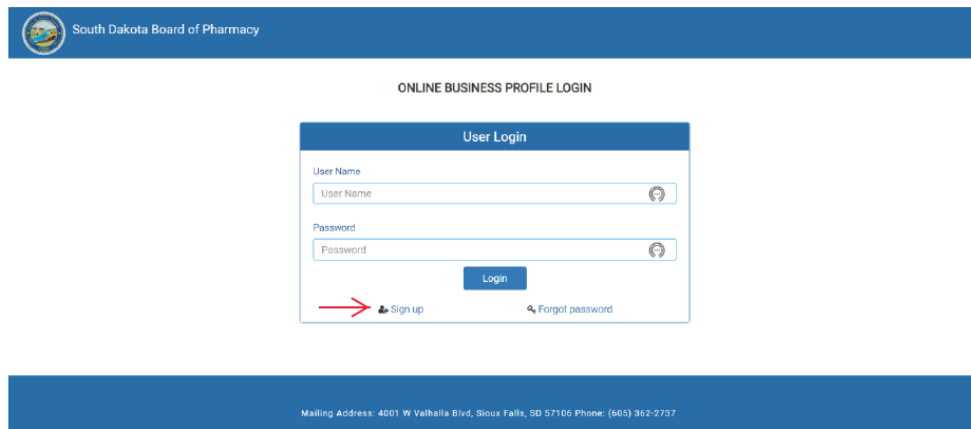 South Dakota Board of Pharmacy
ONLINE BUSINESS PROFILE LOGIN
User Login
User Name
User Name
Password
Password
Login
Sign up Forgot password
Mailing Address: 4001 W Valhalla Blvd, Sioux Falls, SD 57106 Phone: (605) 362-2737